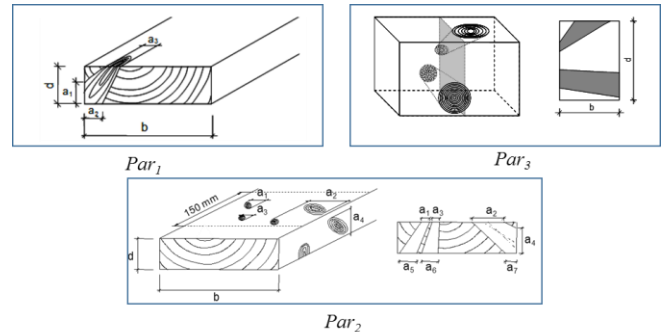 a₃
d
a₁
a₂
b
Par₁
d
b
Par₃
150 mm
a₁
a₂
a₃
a₄
d
b
a₁ a₃ a₂
a₄
a₅ a₆ a₇
Par₂